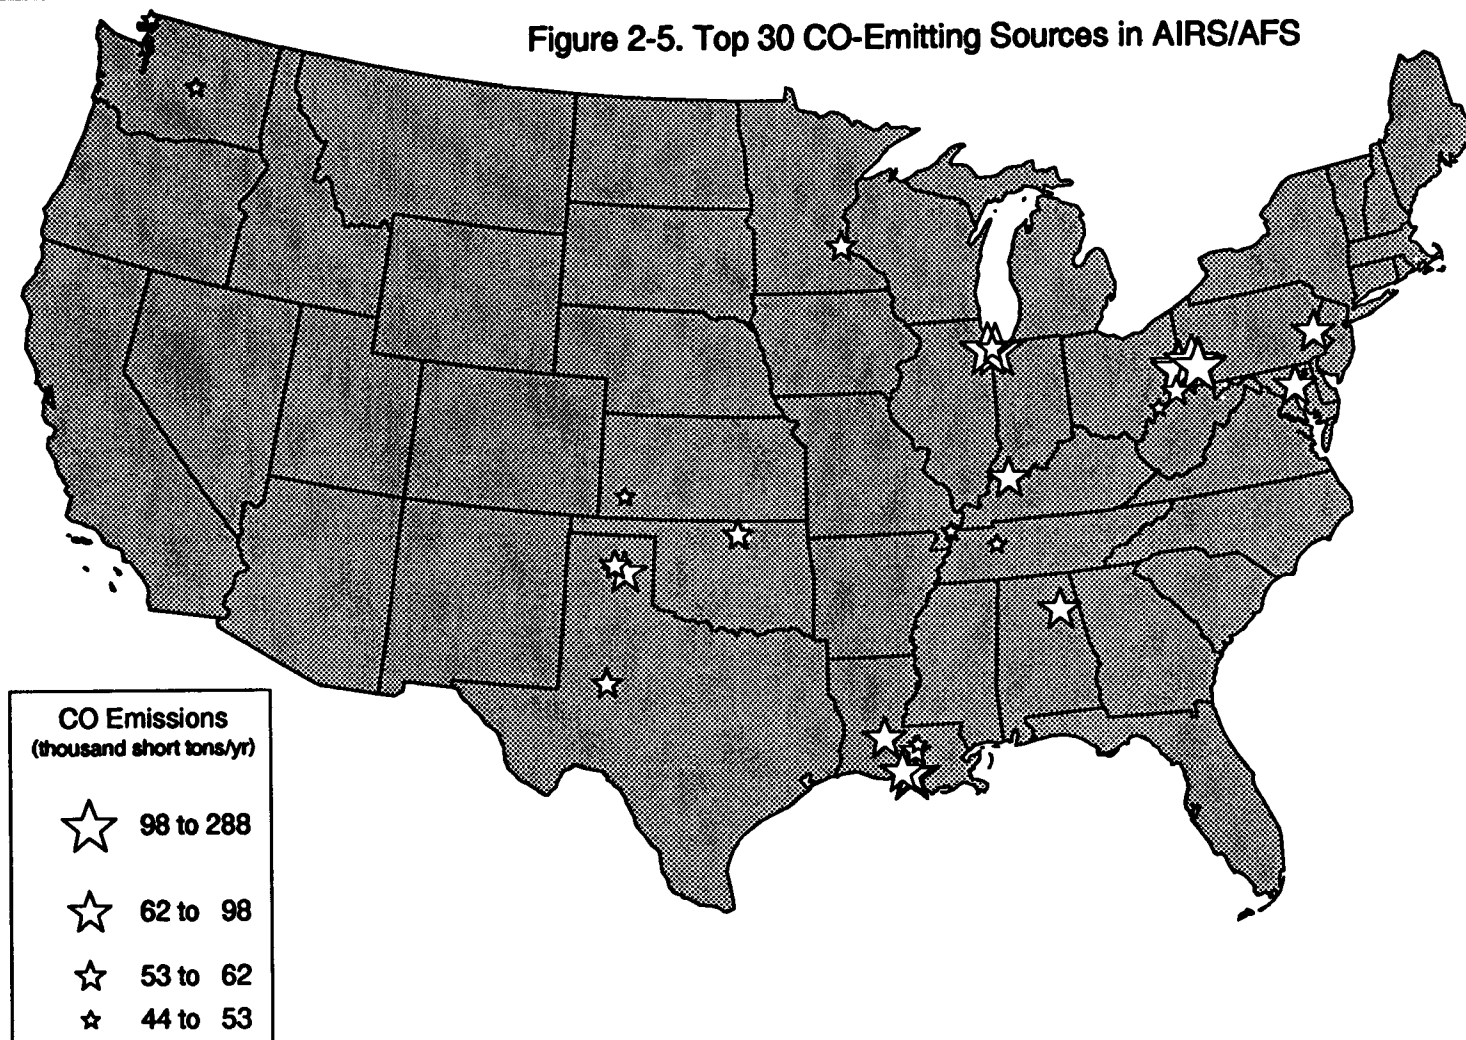 Figure 2-5. Top 30 CO-Emitting Sources in AIRS/AFS
CO Emissions
(thousand short tons/yr)
98 to 288
62 to 98
53 to 62
44 to 53